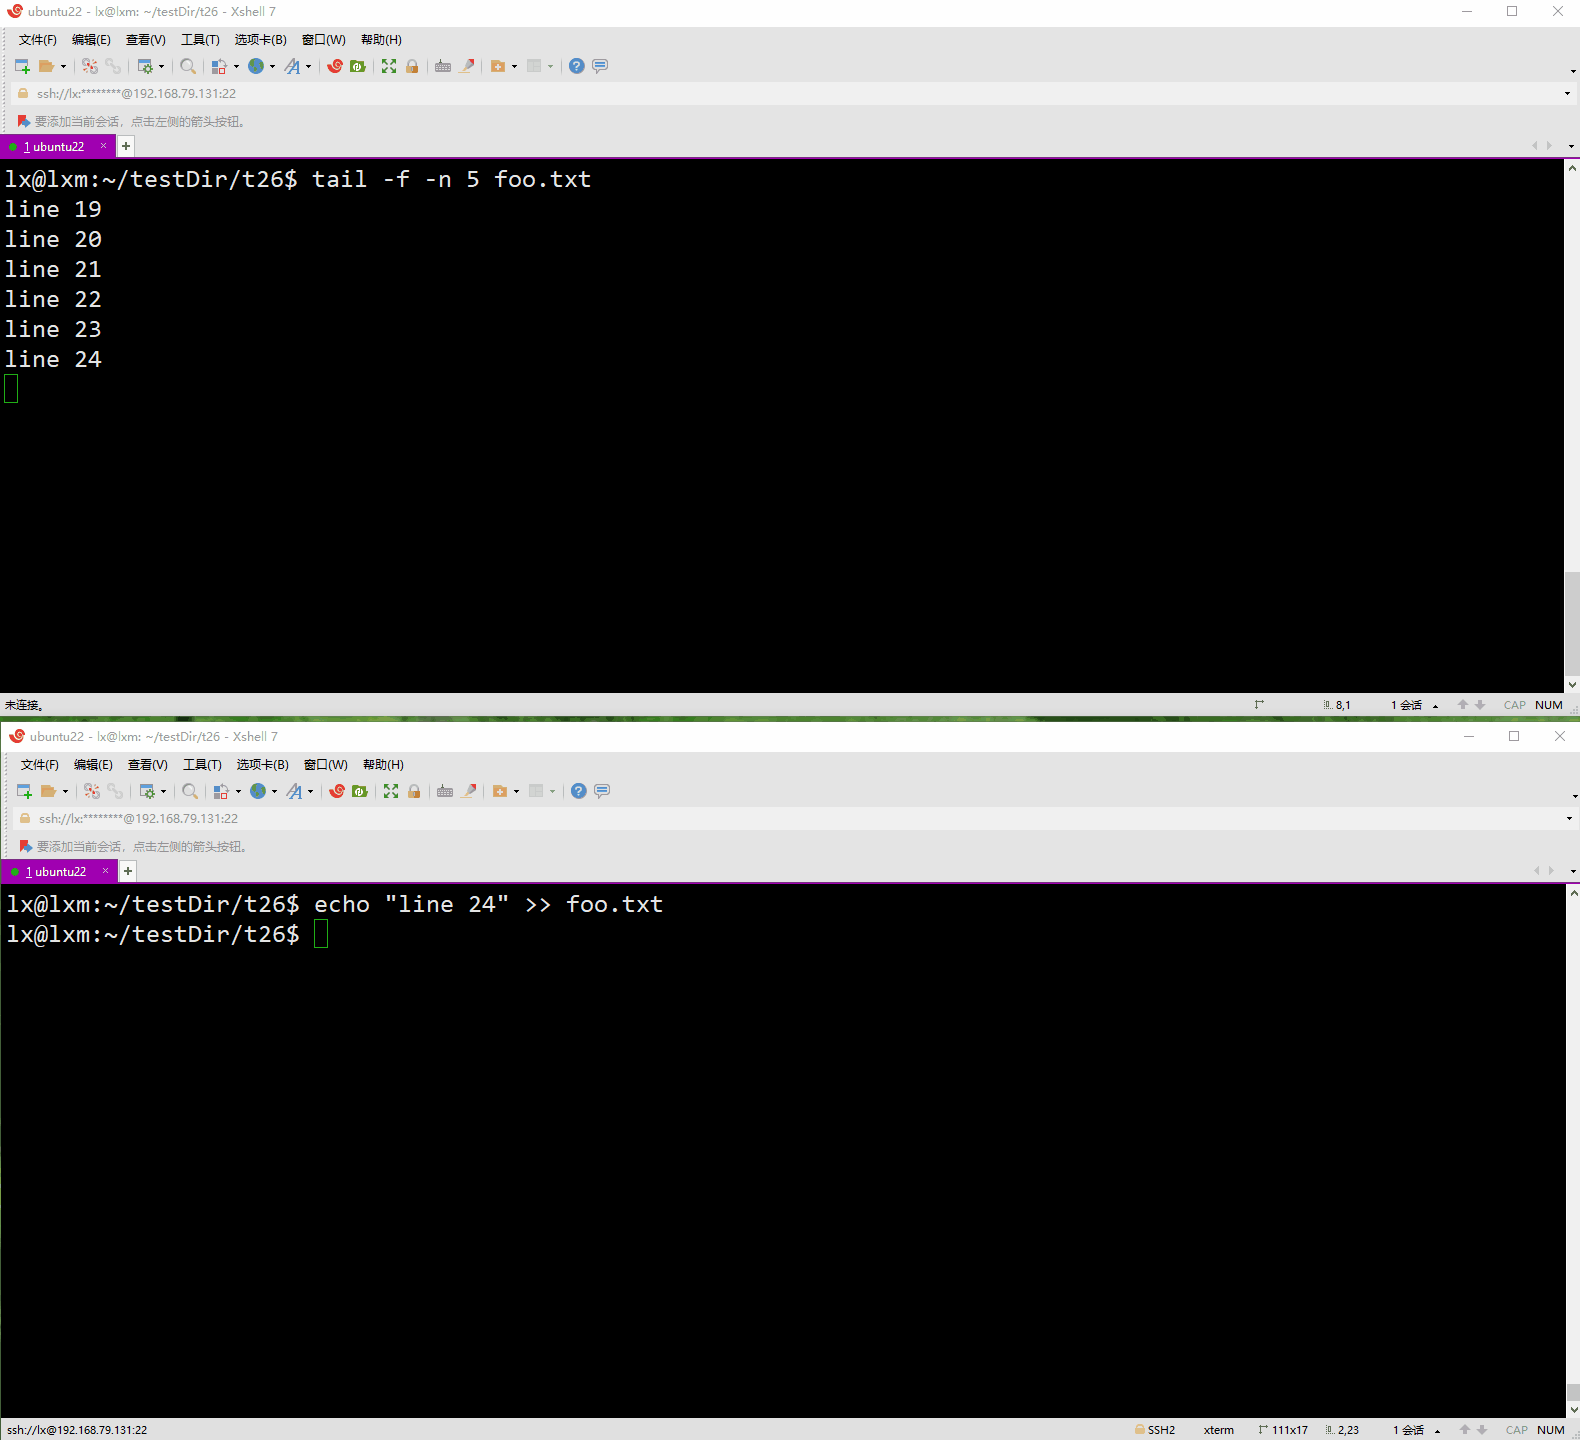 ubuntu22 - lx@lxm: ~/testDir/t26 - Xshell 7
文件(F) 编辑(E) 查看(V) 工具(T) 选项卡(B) 窗口(W) 帮助(H)
ssh://lx:********@192.168.79.131:22
要添加当前会话，点击左侧的箭头按钮。
1 ubuntu22
lx@lxm:~/testDir/t26$ tail -f -n 5 foo.txt
line 19
line 20
line 21
line 22
line 23
line 24
未连接。 8,1 1 会话 CAP NUM
ubuntu22 - lx@lxm: ~/testDir/t26 - Xshell 7
文件(F) 编辑(E) 查看(V) 工具(T) 选项卡(B) 窗口(W) 帮助(H)
ssh://lx:********@192.168.79.131:22
要添加当前会话，点击左侧的箭头按钮。
1 ubuntu22
lx@lxm:~/testDir/t26$ echo "line 24" >> foo.txt
lx@lxm:~/testDir/t26$
ssh://lx@192.168.79.131:22 SSH2 xterm 111x17 2,23 1 会话 CAP NUM